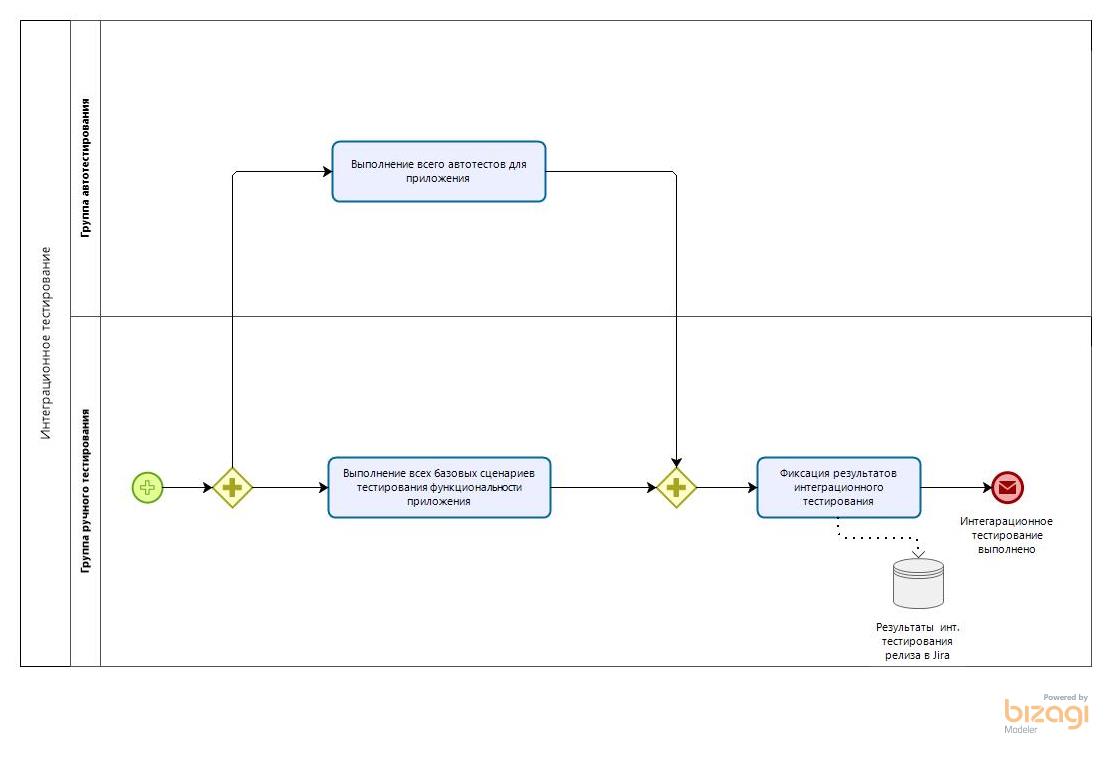 Интеграционное тестирование
Группа автотестирования
Выполнение всего автотестов для
приложения
Группа ручного тестирования
Выполнение всех базовых сценариев
тестирования функциональности
приложения
Фиксация результатов
интеграционного
тестирования
Интегарационное
тестирование
выполнено
Результаты инт.
тестирования
релиза в Jira
Powered by
bizagi
Modeler